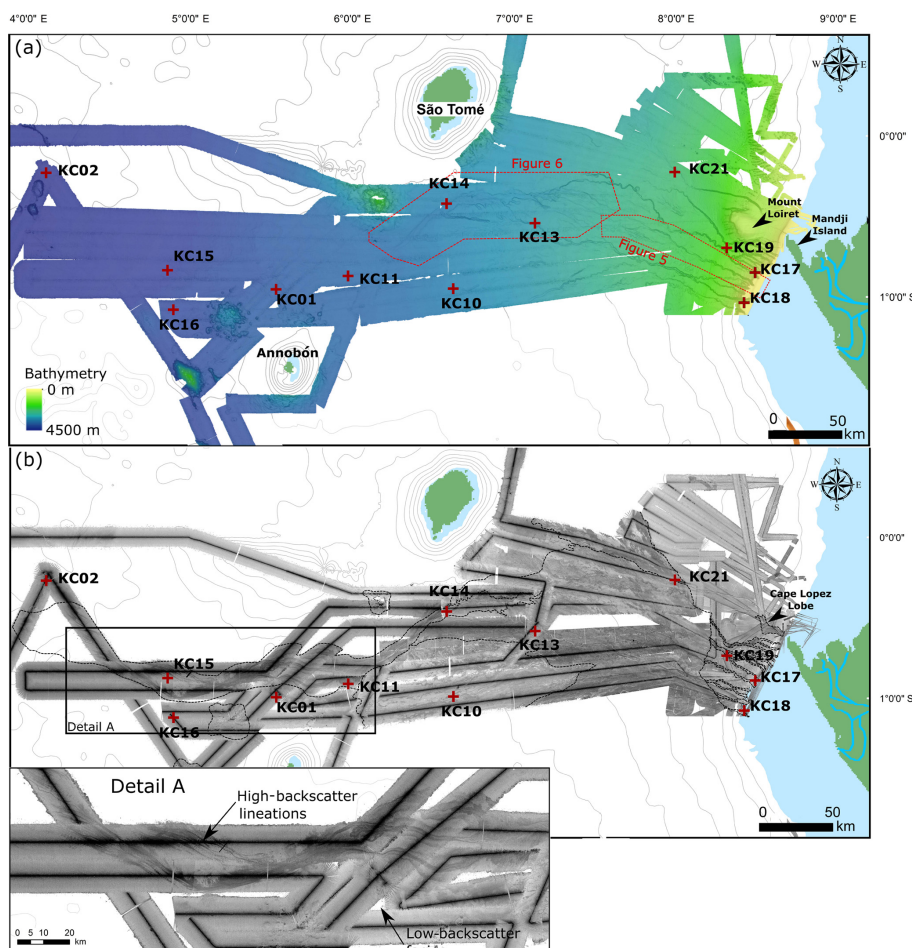 4°0'0" E 5°0'0" E 6°0'0" E 7°0'0" E 8°0'0" E 9°0'0" E
(a)
N
W E
S
São Tomé
0°0'0"
KC02
Figure 6
KC21
KC14
Mount
Loiret
Mandji
Island
KC13
KC19
KC15
KC11
Figure 5
KC17
KC01
KC10
KC18
1°0'0" S
KC16
Annobón
Bathymetry
0 m
4500 m
0 50
km
(b)
N
W E
S
0°0'0"
KC02
KC21
KC14
Cape Lopez
Lobe
KC13
KC19
KC15
KC11
KC17
KC01
KC10
KC18
1°0'0" S
Detail A
KC16
Detail A
High-backscatter
lineations
0 50
km
Low-backscatter
0 5 10 20
km